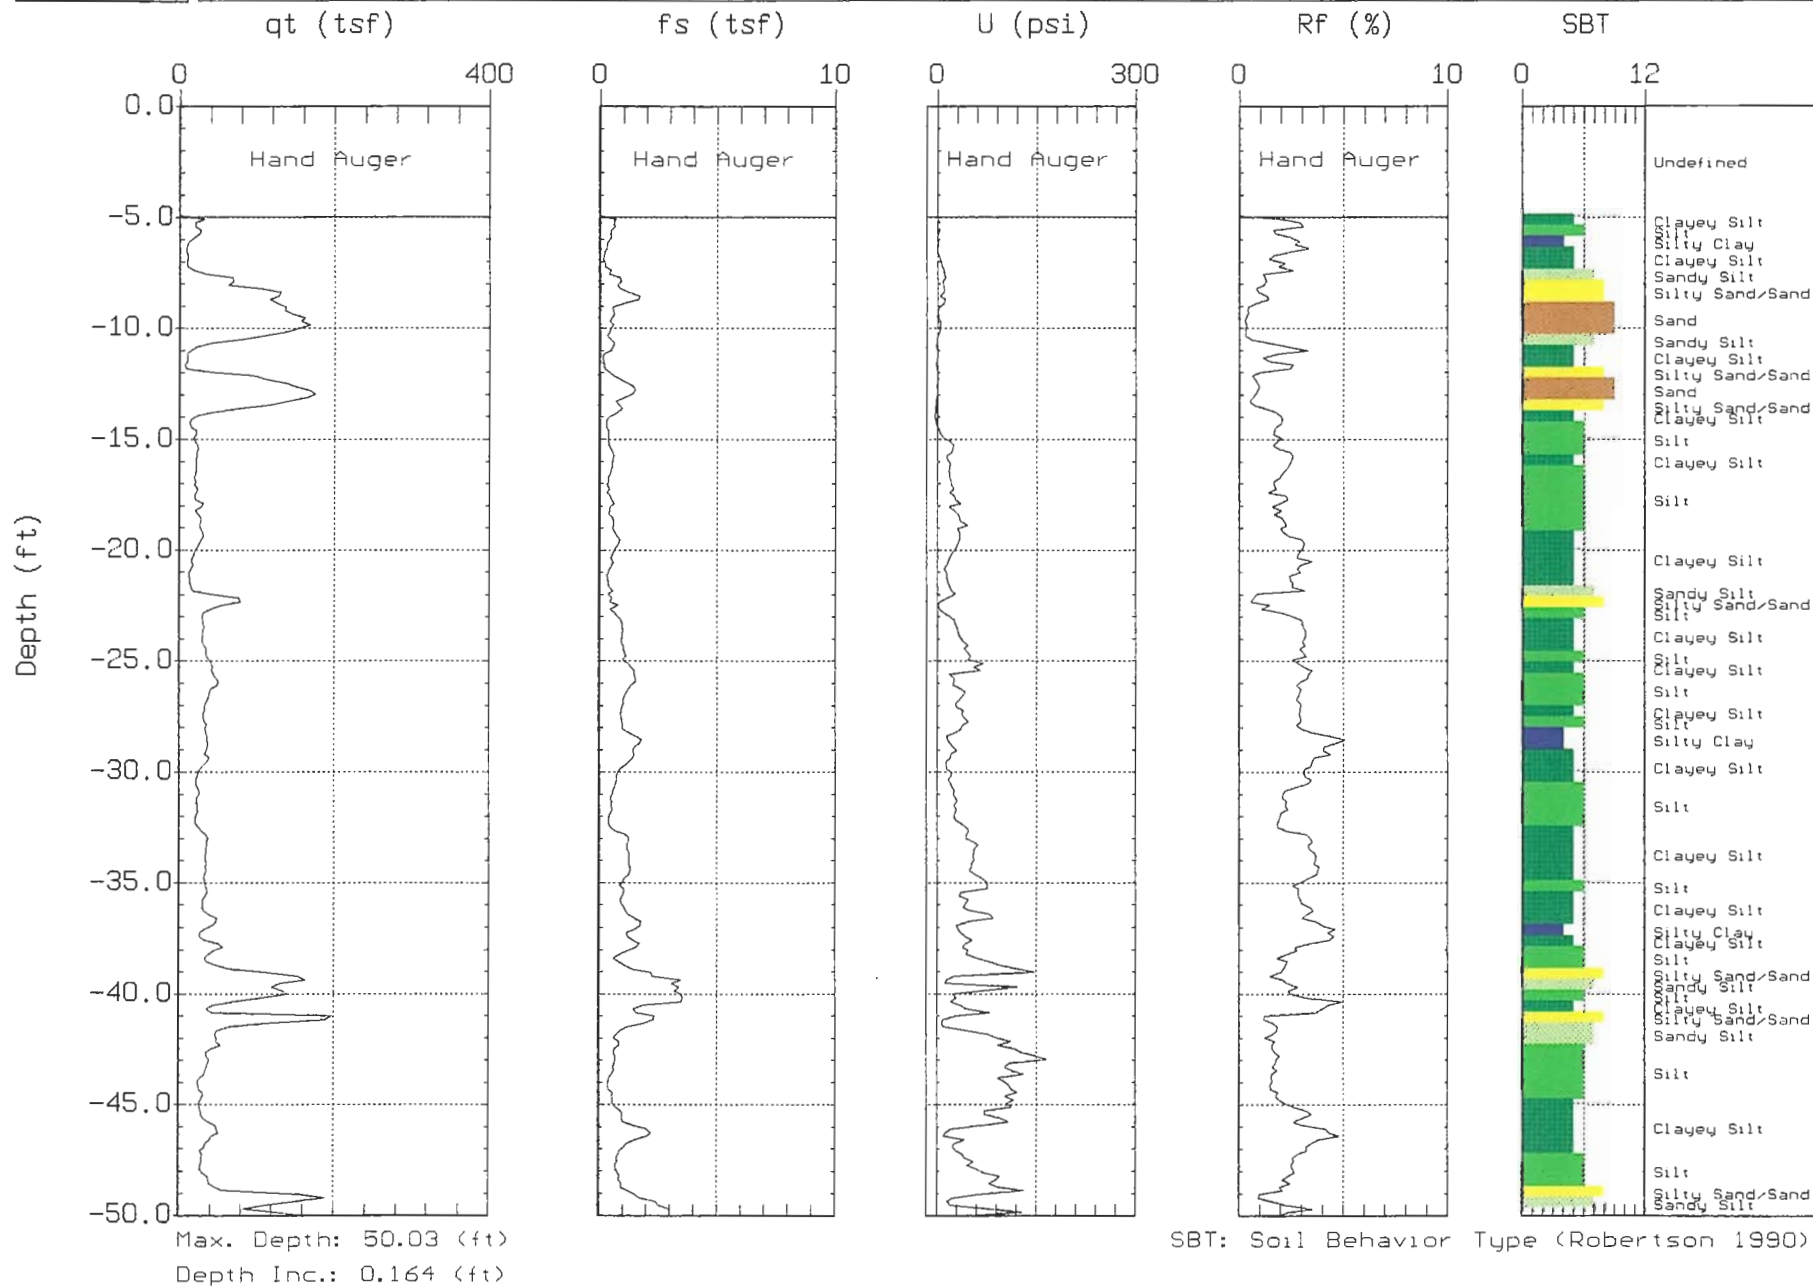 qt (tsf) fs (tsf) U (psi) Rf (%) SBT
0 400 0 10 0 300 0 10 0 12
0.0
Hand Auger Hand Auger Hand Auger Hand Auger Undefined
-5.0
Clayey Silt
Silt
Silty Clay
Clayey Silt
Sandy Silt
Silty Sand/Sand
Sand
-10.0
Sandy Silt
Clayey Silt
Silty Sand/Sand
Sand
Silty Sand/Sand
Clayey Silt
-15.0
Silt
Clayey Silt
Silt
-20.0
Clayey Silt
Sandy Silt
Silty Sand/Sand
Silt
Clayey Silt
Depth (ft)
-25.0
Silt
Clayey Silt
Silt
Clayey Silt
Silt
Silty Clay
-30.0
Clayey Silt
Silt
Clayey Silt
-35.0
Silt
Clayey Silt
Silty Clay
Clayey Silt
Silt
Silty Sand/Sand
Sandy Silt
-40.0
Silt
Clayey Silt
Silty Sand/Sand
Sandy Silt
Silt
-45.0
Clayey Silt
Silt
Silty Sand/Sand
Sandy Silt
-50.0
Max. Depth: 50.03 (ft)
Depth Inc.: 0.164 (ft)
SBT: Soil Behavior Type (Robertson 1990)